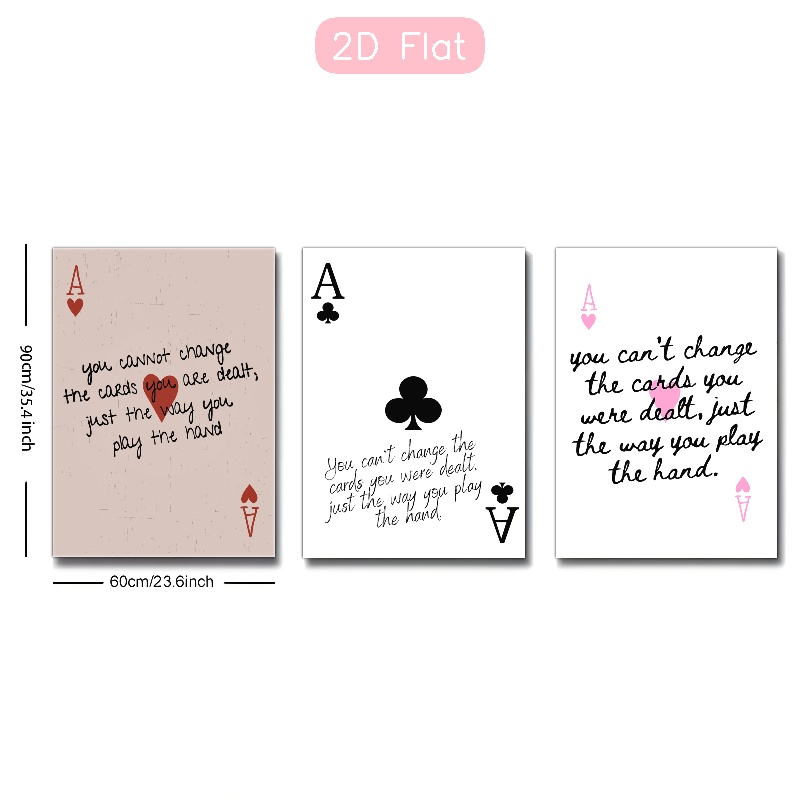 2D Flat
90cm/35.4 inch
60cm/23.6inch
A
you cannot change
the cards you are dealt;
just the way you
play the hand
A
A
You can't change the
cards you were dealt.
just the way you play
the hand.
A
A
you can't change
the cards you
were dealt, just
the way you play
the hand.
A